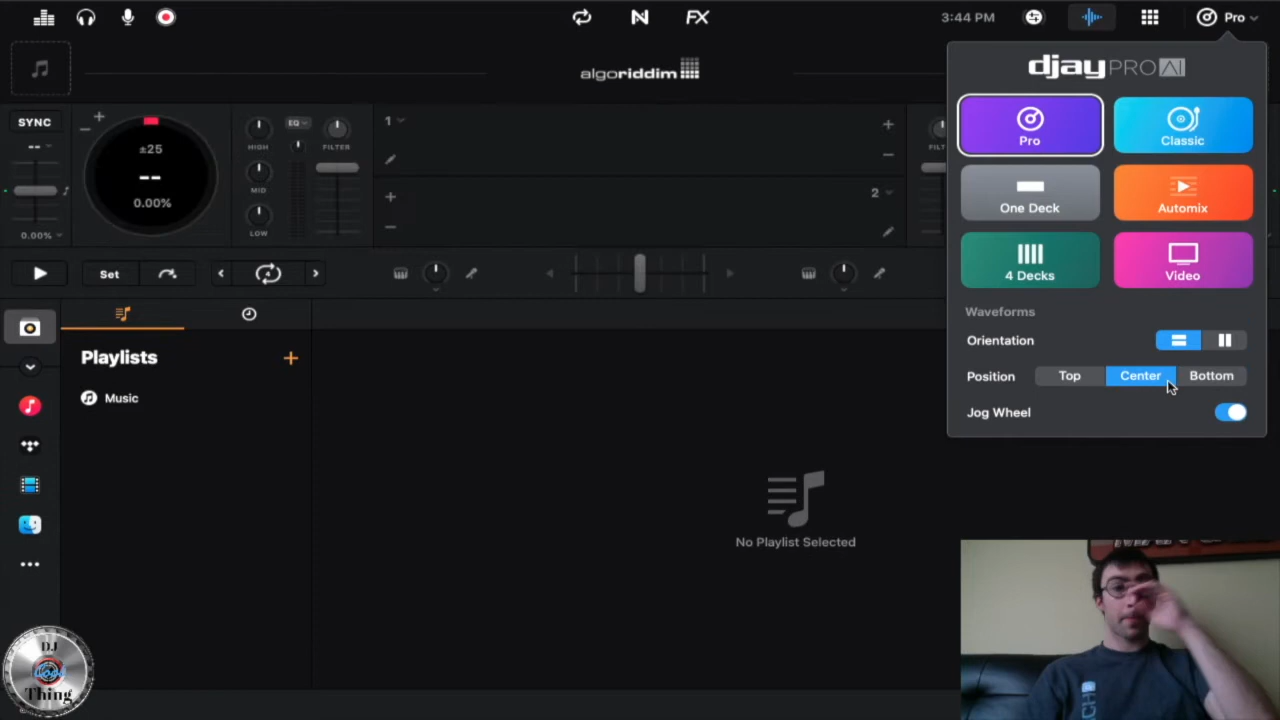 FX
3:44 PM
Pro
algoriddim
djay PRO AI
Pro
Classic
One Deck
Automix
4 Decks
Video
Waveforms
Orientation
Position Top Center Bottom
Jog Wheel
SYNC
--
0.00%
±25
--
0.00%
HIGH
MID
LOW
EQ
FILTER
1
2
FILT
Set
4
Playlists
Music
No Playlist Selected
DJ
Thing